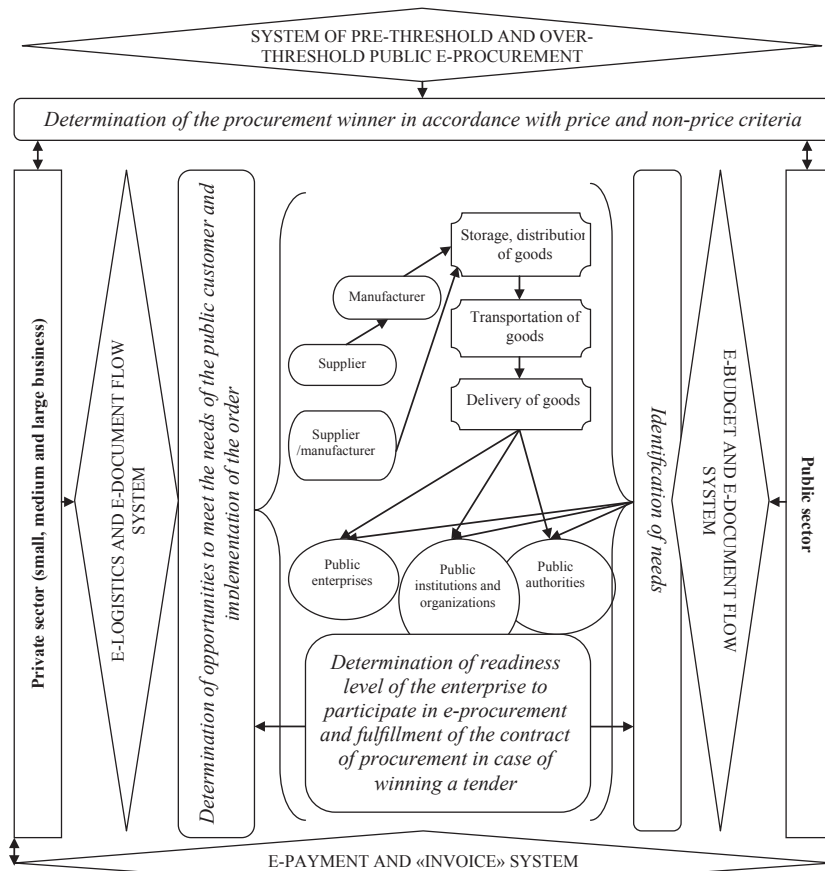 SYSTEM OF PRE-THRESHOLD AND OVER-
THRESHOLD PUBLIC E-PROCUREMENT
Determination of the procurement winner in accordance with price and non-price criteria
Private sector (small, medium and large business)
E-LOGISTICS AND E-DOCUMENT FLOW
SYSTEM
Determination of opportunities to meet the needs of the public customer and
implementation of the order
Storage, distribution
of goods
Manufacturer
Transportation of
goods
Supplier
Delivery of goods
Supplier
/manufacturer
Public
enterprises
Public
institutions and
organizations
Public
authorities
Determination of readiness
level of the enterprise to
participate in e-procurement
and fulfillment of the contract
of procurement in case of
winning a tender
Identification of needs
E-BUDGET AND E-DOCUMENT FLOW
SYSTEM
Public sector
E-PAYMENT AND «INVOICE» SYSTEM